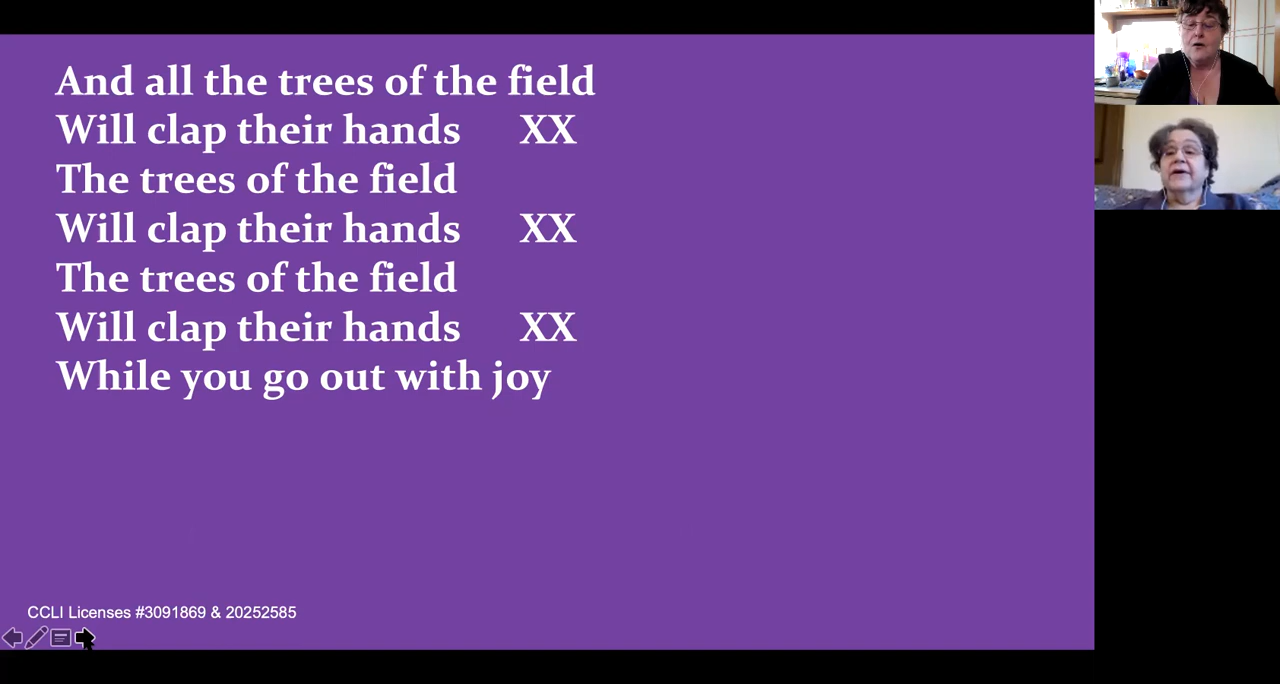 And all the trees of the field
Will clap their hands XX
The trees of the field
Will clap their hands XX
The trees of the field
Will clap their hands XX
While you go out with joy
CCLI Licenses #3091869 & 20252585